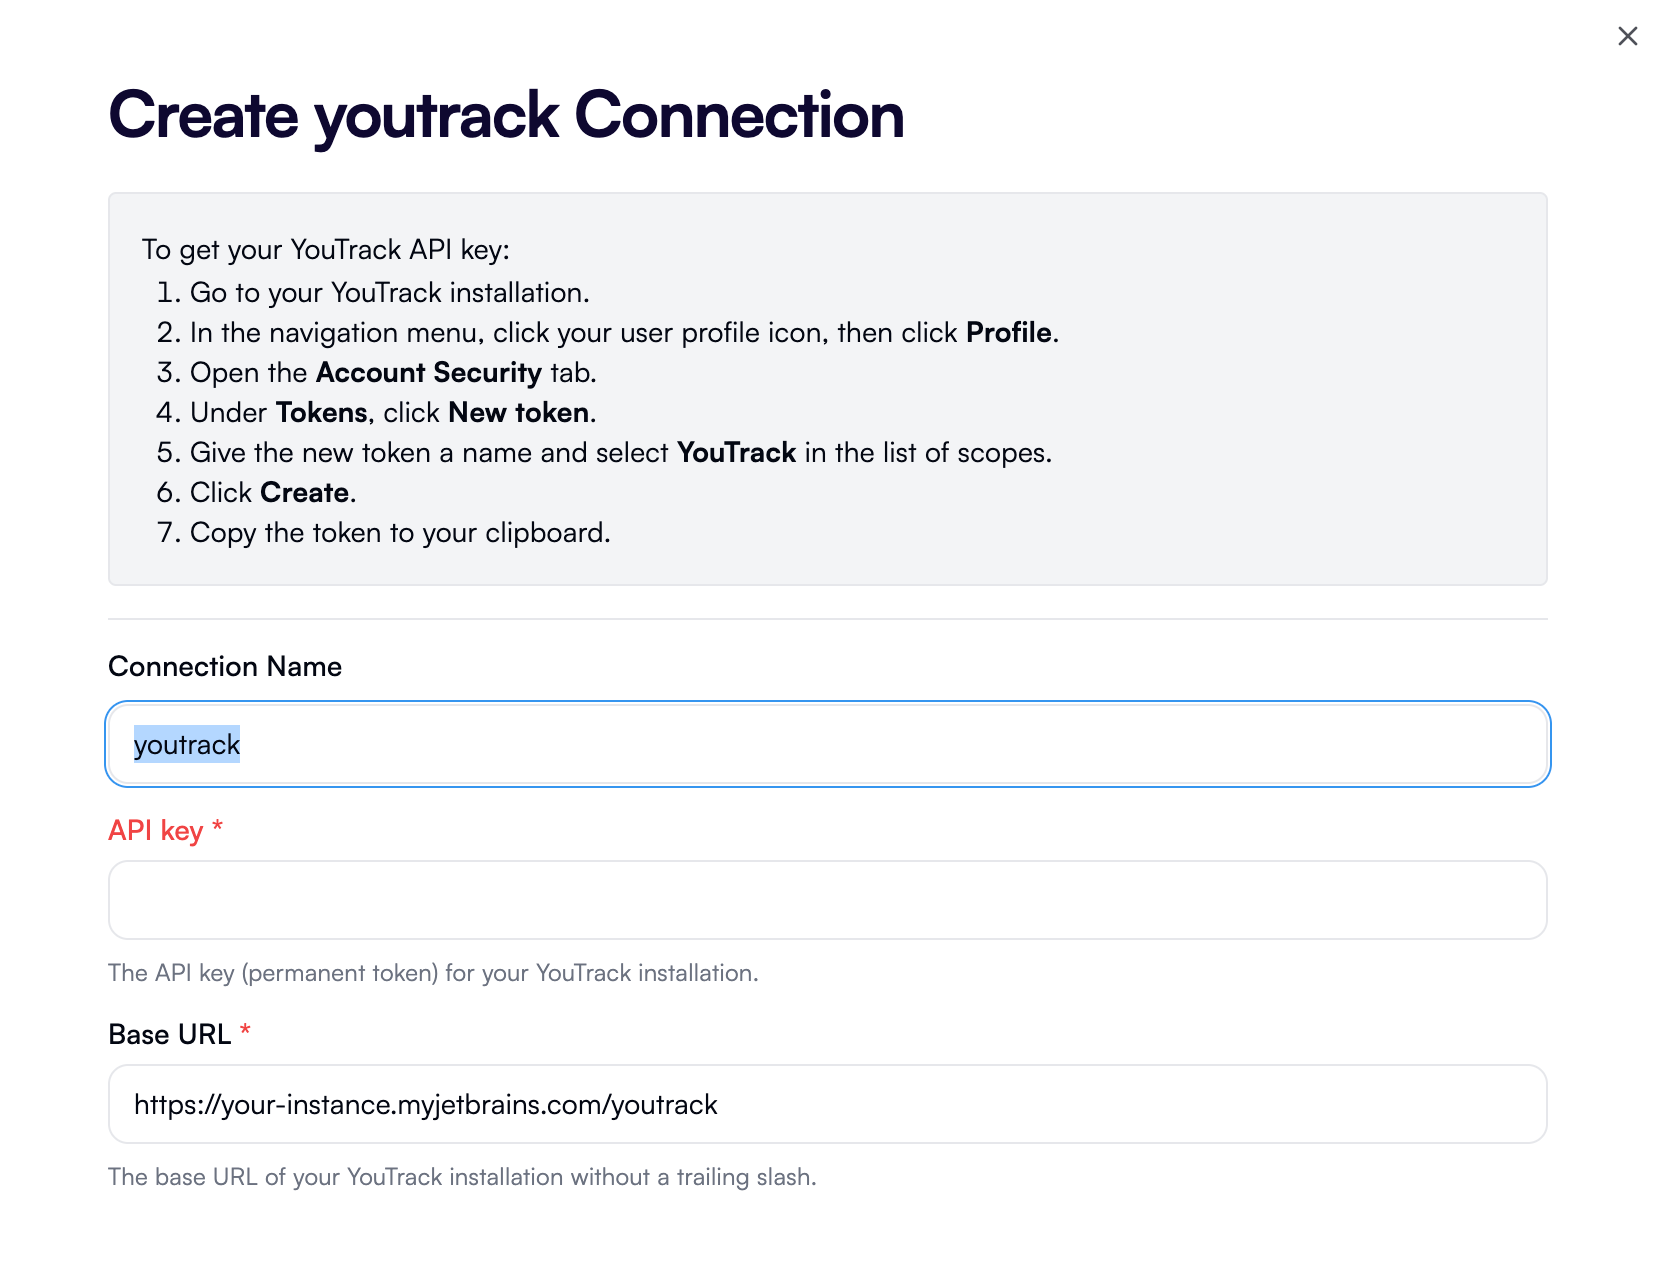 Create youtrack Connection
To get your YouTrack API key:
1. Go to your YouTrack installation.
2. In the navigation menu, click your user profile icon, then click Profile.
3. Open the Account Security tab.
4. Under Tokens, click New token.
5. Give the new token a name and select YouTrack in the list of scopes.
6. Click Create.
7. Copy the token to your clipboard.
Connection Name
youtrack
API key *
The API key (permanent token) for your YouTrack installation.
Base URL *
https://your-instance.myjetbrains.com/youtrack
The base URL of your YouTrack installation without a trailing slash.